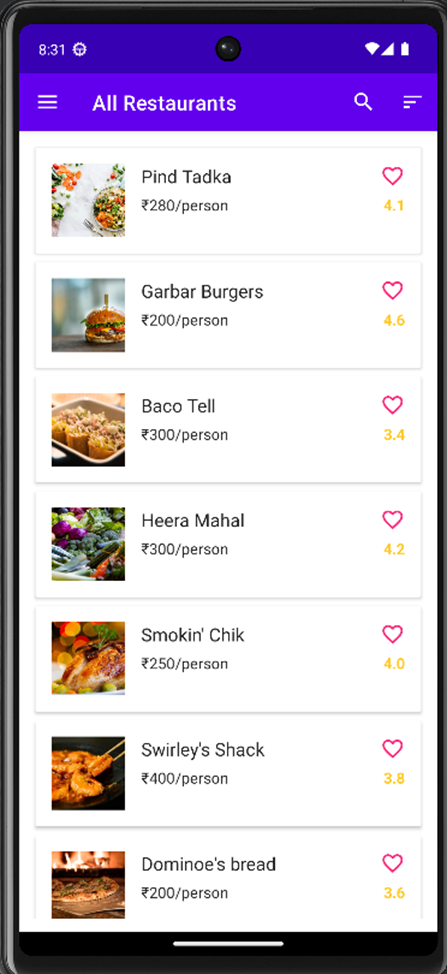 8:31
All Restaurants
Pind Tadka
₹280/person
4.1
Garbar Burgers
₹200/person
4.6
Baco Tell
₹300/person
3.4
Heera Mahal
₹300/person
4.2
Smokin' Chik
₹250/person
4.0
Swirley's Shack
₹400/person
3.8
Dominoe's bread
₹200/person
3.6